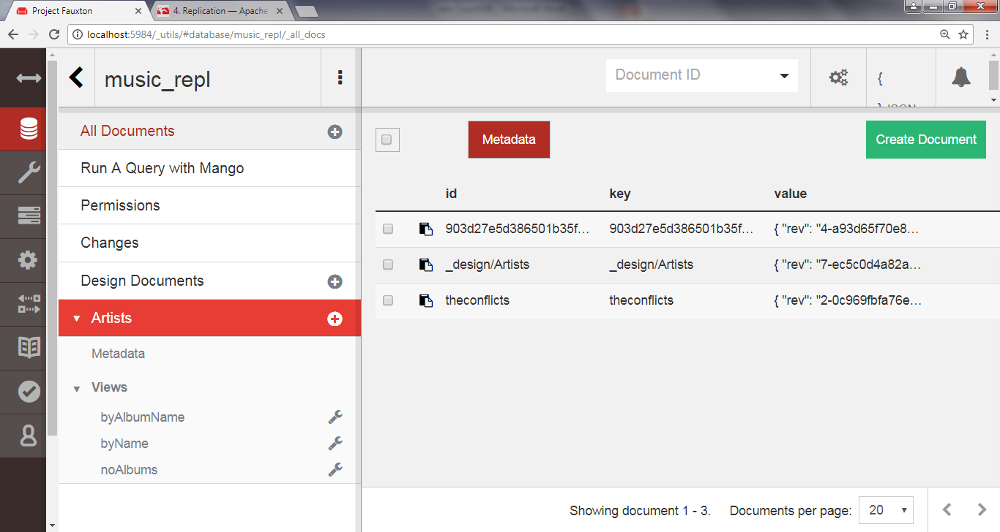 Project Fauxton
4. Replication — Apache
localhost:5984/_utils/#database/music_repl/_all_docs
music_repl
Document ID
{
} JSON
All Documents
Run A Query with Mango
Permissions
Changes
Design Documents
Artists
Metadata
Views
byAlbumName
byName
noAlbums
Metadata
Create Document
id key value
903d27e5d386501b35f... 903d27e5d386501b35f... { "rev": "4-a93d65f70e8...
_design/Artists _design/Artists { "rev": "7-ec5c0d4a82a...
theconflicts theconflicts { "rev": "2-0c969fbfa76e...
Showing document 1 - 3. Documents per page: 20